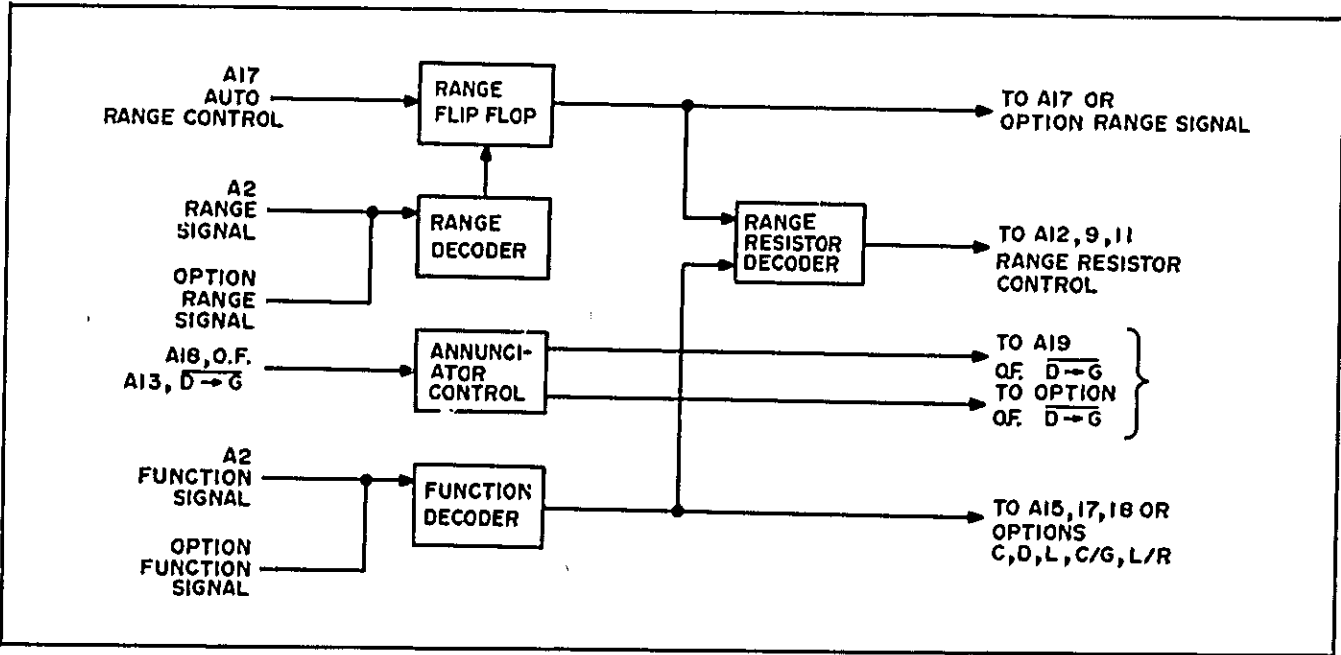 A17
AUTO
RANGE CONTROL
RANGE
FLIP FLOP
TO A17 OR
OPTION RANGE SIGNAL
A2
RANGE
SIGNAL
RANGE
DECODER
OPTION
RANGE
SIGNAL
RANGE
RESISTOR
DECODER
TO A12, 9, 11
RANGE RESISTOR
CONTROL
A18, O.F.
A13, D→G
ANNUNCI-
ATOR
CONTROL
TO A19
O.F. D→G
TO OPTION
O.F. D→G
A2
FUNCTION
SIGNAL
FUNCTION
DECODER
OPTION
FUNCTION
SIGNAL
TO A15, 17, 18 OR
OPTIONS
C, D, L, C/G, L/R